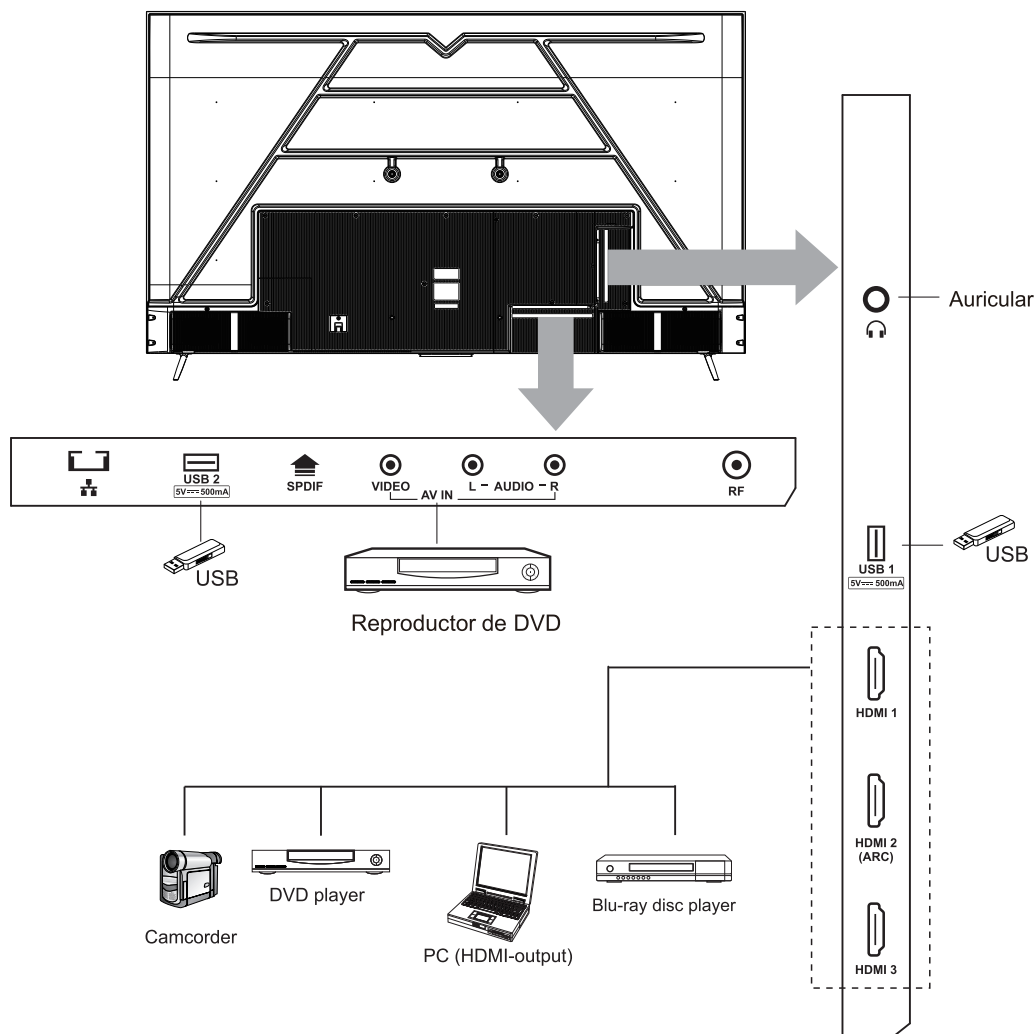 Auricular
USB 2
5V⎓500mA
SPDIF
VIDEO
L – AUDIO – R
AV IN
RF
USB
Reproductor de DVD
USB 1
5V⎓ 500mA
USB
HDMI 1
HDMI 2
(ARC)
HDMI 3
Camcorder
DVD player
PC (HDMI-output)
Blu-ray disc player